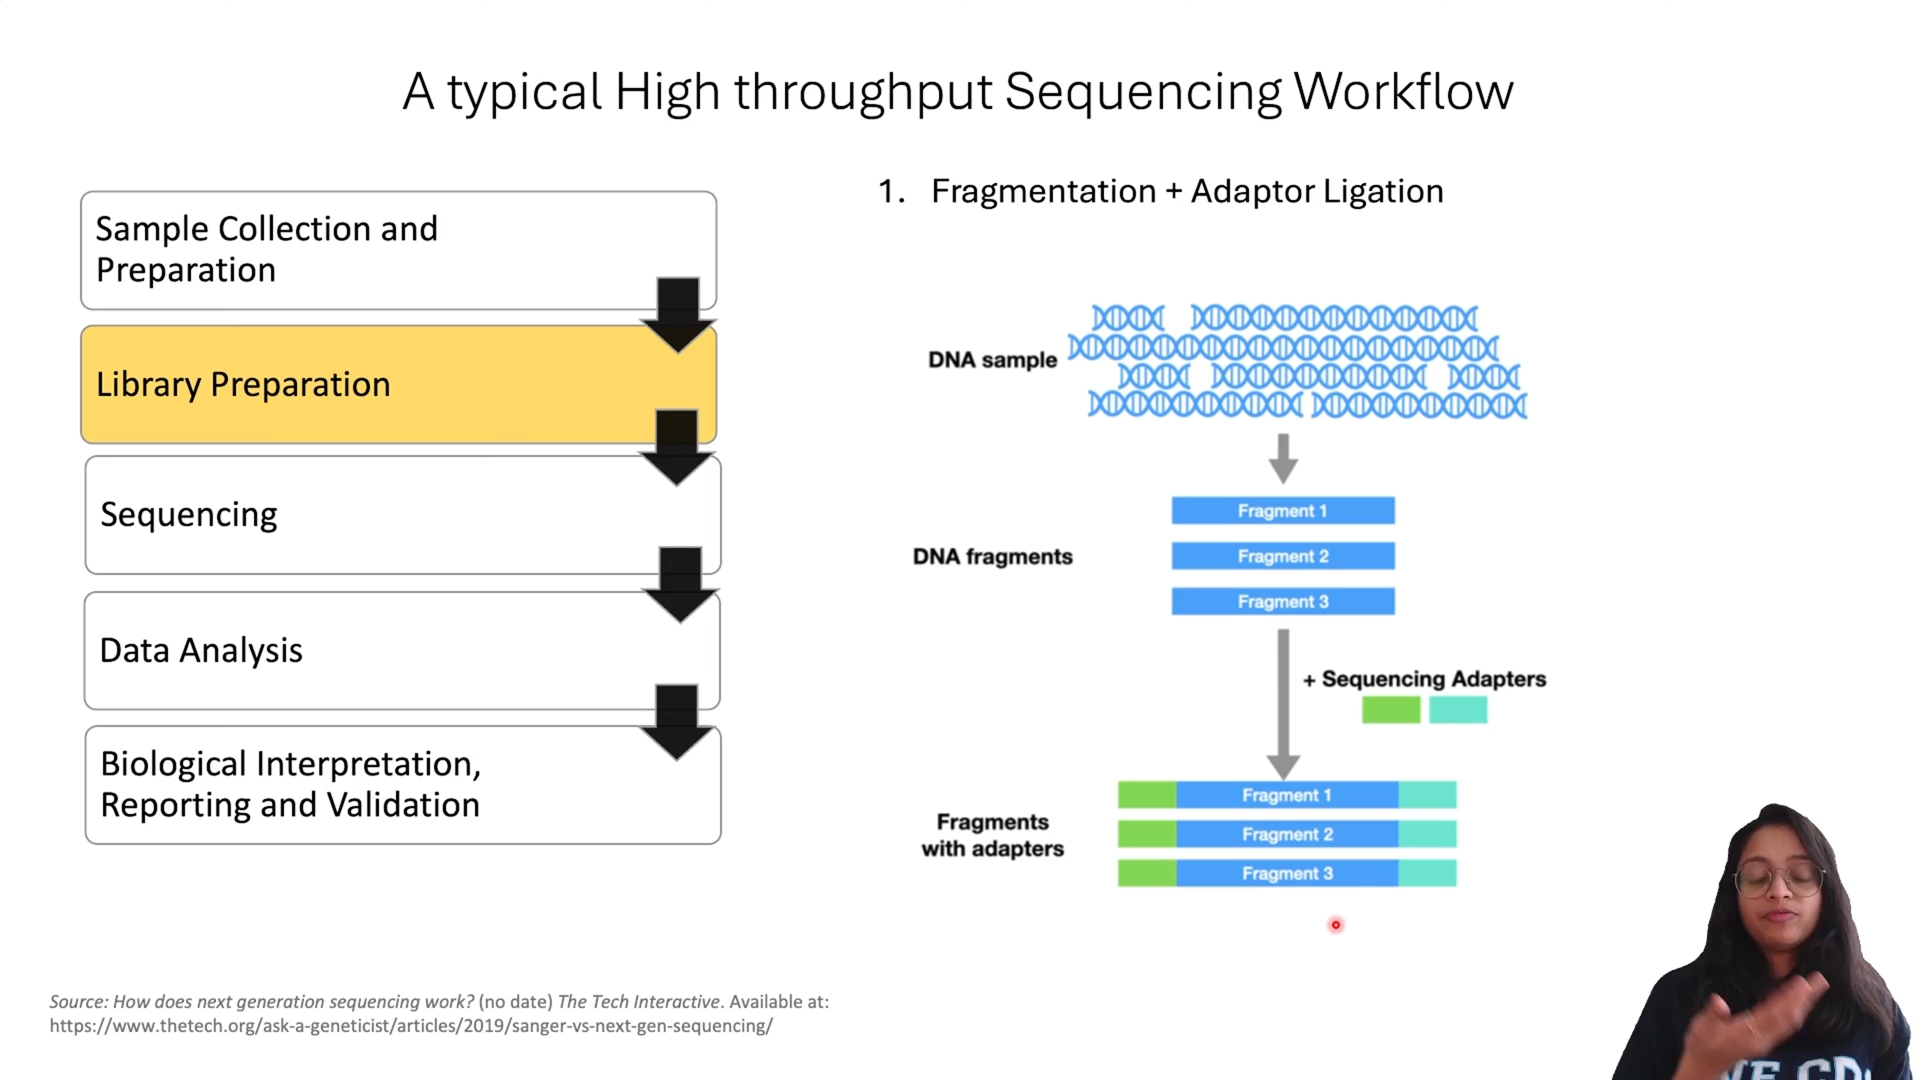 A typical High throughput Sequencing Workflow
Sample Collection and
Preparation
Library Preparation
Sequencing
Data Analysis
Biological Interpretation,
Reporting and Validation
1. Fragmentation + Adaptor Ligation
DNA sample
DNA fragments
Fragment 1
Fragment 2
Fragment 3
+ Sequencing Adapters
Fragments
with adapters
Fragment 1
Fragment 2
Fragment 3
Source: How does next generation sequencing work? (no date) The Tech Interactive. Available at:
https://www.thetech.org/ask-a-geneticist/articles/2019/sanger-vs-next-gen-sequencing/